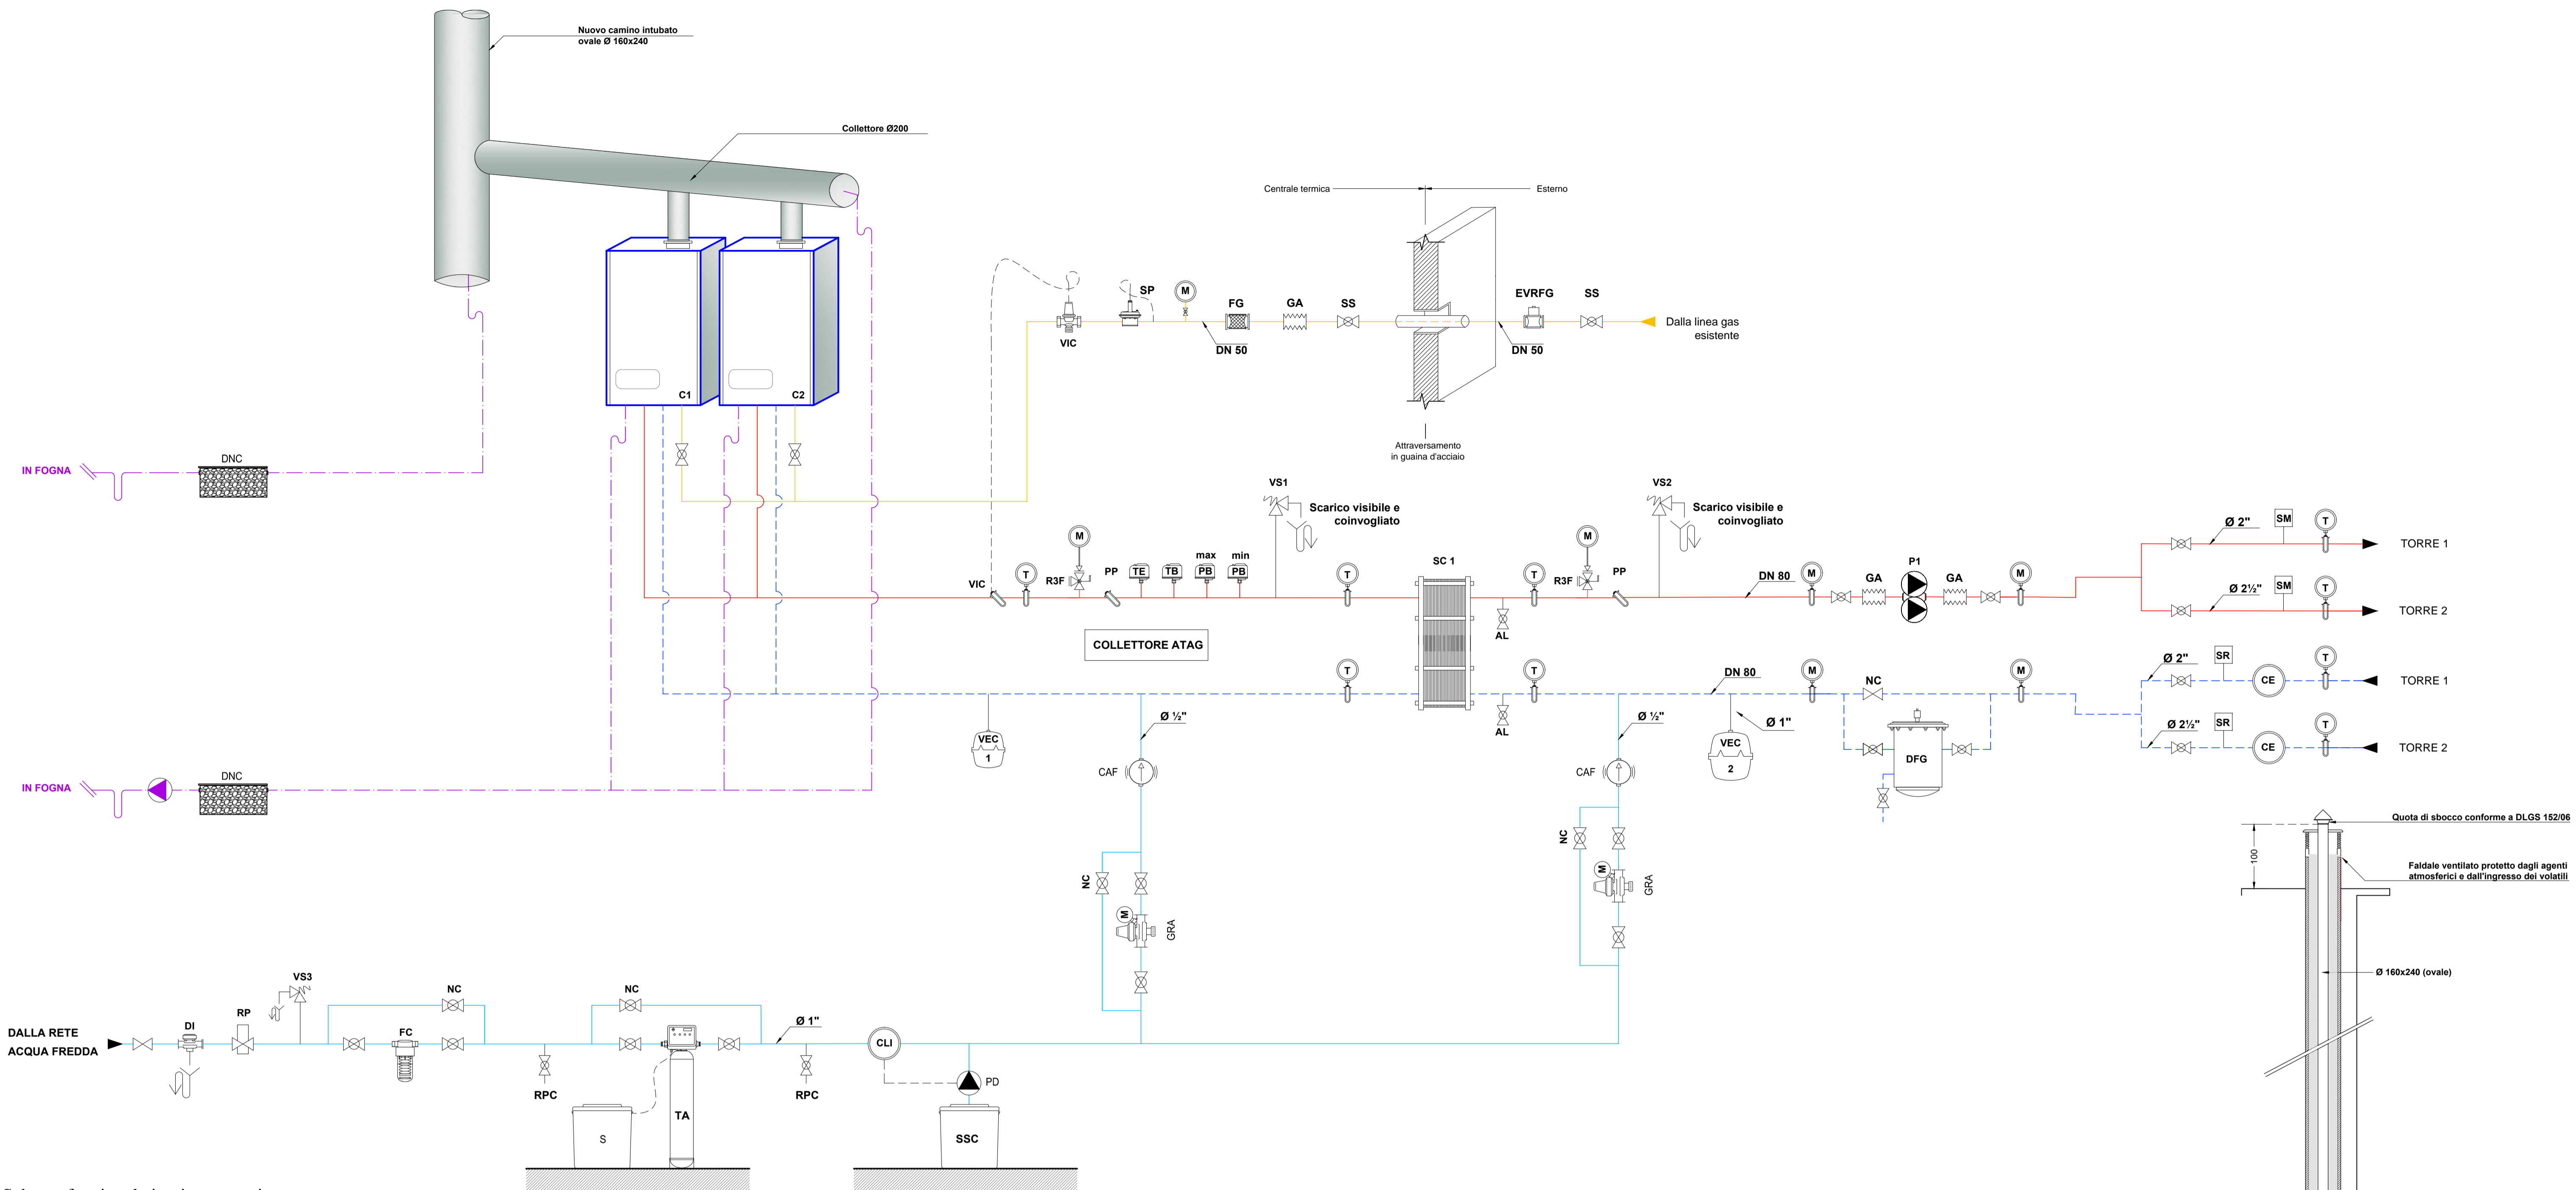 Nuovo camino intubato
ovale Ø 160x240
Collettore Ø200
Centrale termica
Esterno
SP
M
FG
GA
SS
EVRFG
SS
VIC
DN 50
DN 50
Dalla linea gas
esistente
C1
C2
Attraversamento
in guaina d'acciaio
IN FOGNA
DNC
VS1
Scarico visibile e
coinvogliato
VS2
Scarico visibile e
coinvogliato
VIC
T
R3F
M
PP
TE
TB
max
PB
min
PB
T
SC 1
T
AL
R3F
M
PP
DN 80
M
GA
P1
GA
M
Ø 2"
SM
T
TORRE 1
Ø 2½"
SM
T
TORRE 2
COLLETTORE ATAG
T
T
AL
DN 80
M
NC
M
Ø 2"
SR
CE
T
TORRE 1
Ø 2½"
SR
CE
T
TORRE 2
VEC
1
Ø ½"
CAF
Ø ½"
CAF
Ø 1"
VEC
2
DFG
IN FOGNA
DNC
NC
M
GRA
NC
M
GRA
Quota di sbocco conforme a DLGS 152/06
100
Faldale ventilato protetto dagli agenti
atmosferici e dall'ingresso dei volatili
Ø 160x240 (ovale)
DALLA RETE
ACQUA FREDDA
DI
RP
VS3
NC
FC
RPC
NC
S
TA
Ø 1"
RPC
CLI
PD
SSC